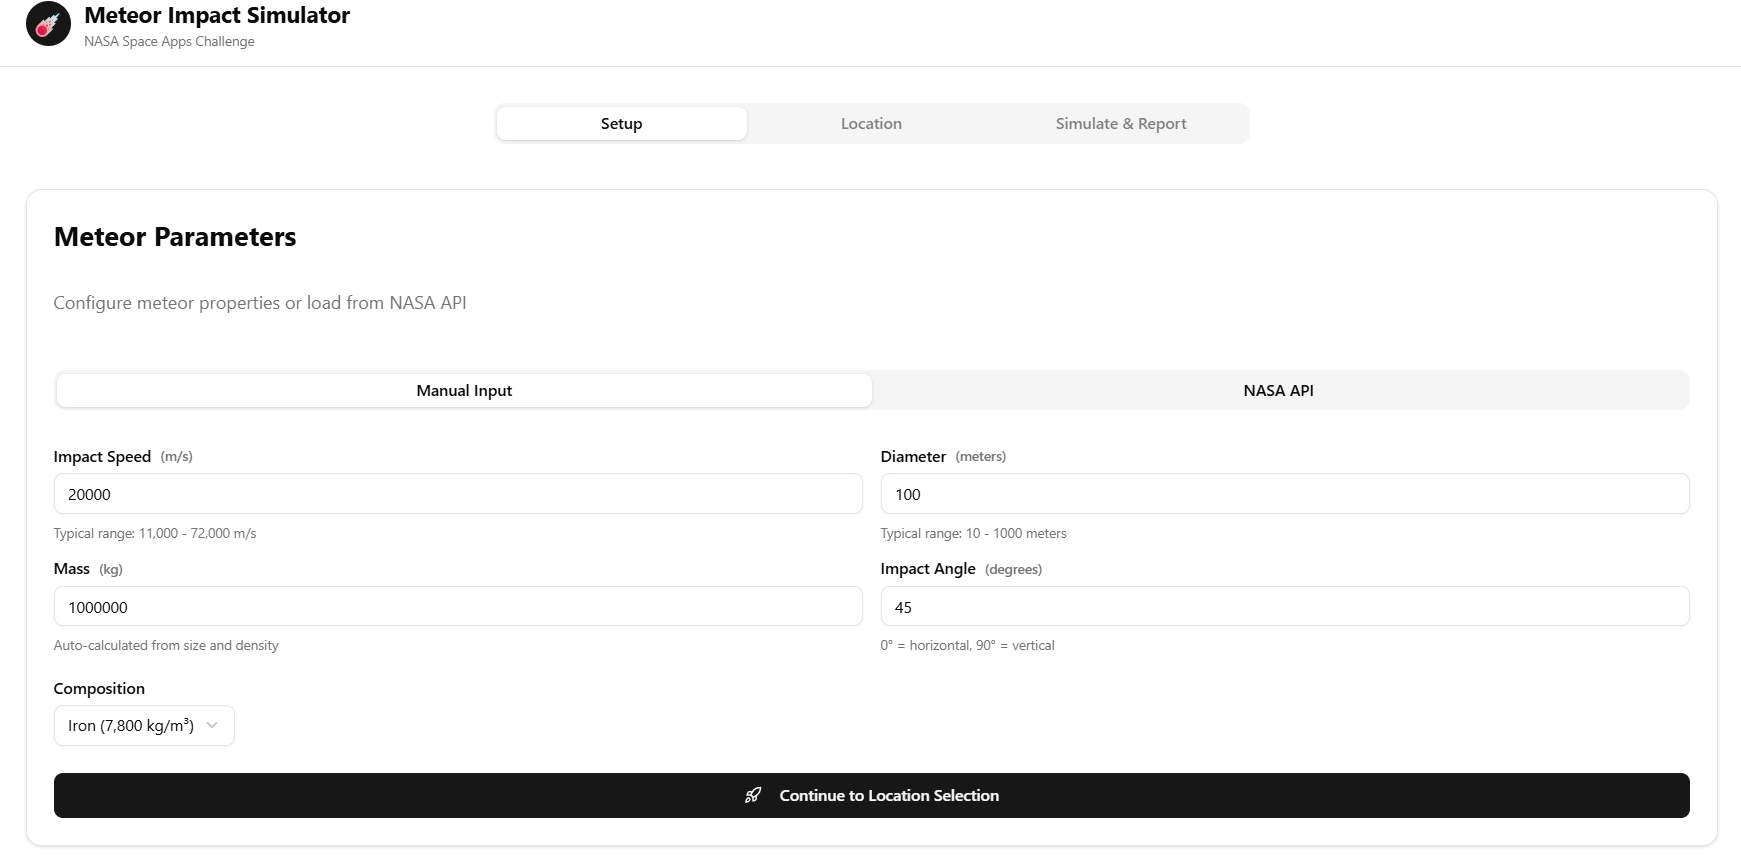 Meteor Impact Simulator
NASA Space Apps Challenge
Setup
Location
Simulate & Report
Meteor Parameters
Configure meteor properties or load from NASA API
Manual Input
NASA API
Impact Speed (m/s)
20000
Typical range: 11,000 - 72,000 m/s
Diameter (meters)
100
Typical range: 10 - 1000 meters
Mass (kg)
1000000
Auto-calculated from size and density
Impact Angle (degrees)
45
0° = horizontal, 90° = vertical
Composition
Iron (7,800 kg/m³)
Continue to Location Selection